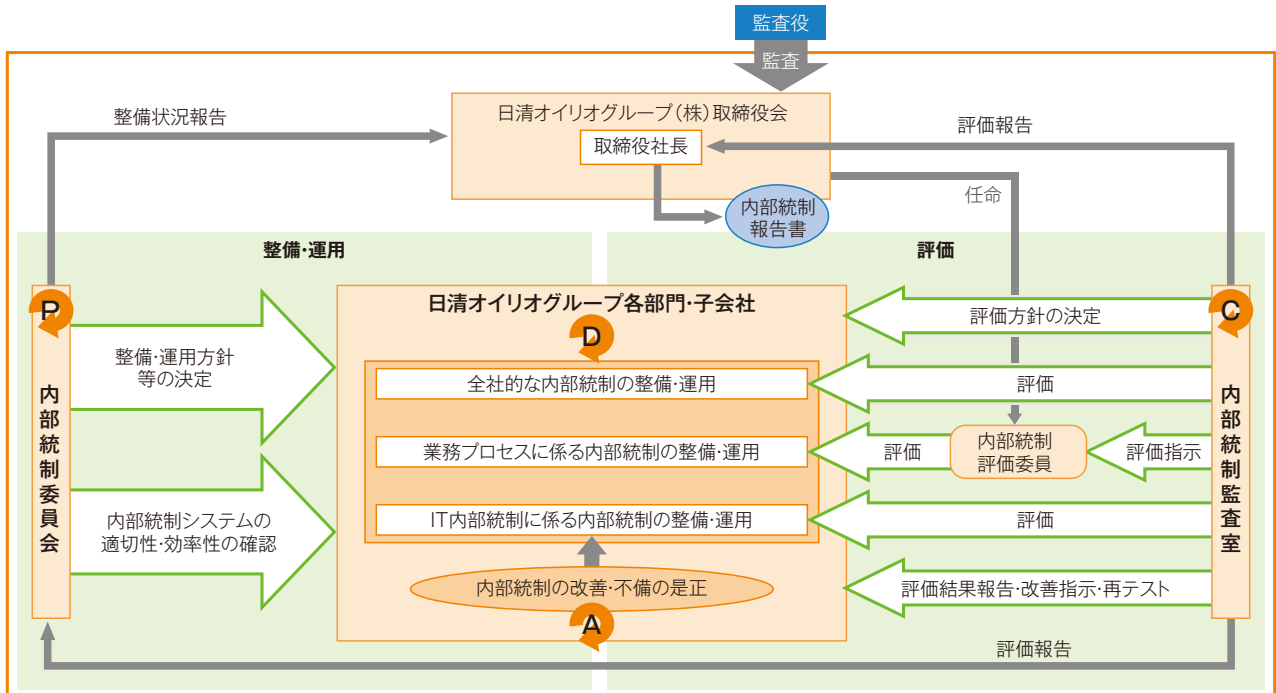 監査役
監査
日清オイリオグループ(株)取締役会
取締役社長
内部統制
報告書
整備状況報告
評価報告
任命
整備・運用
評価
P
内部統制委員会
整備・運用方針
等の決定
内部統制システムの
適切性・効率性の確認
日清オイリオグループ各部門・子会社
D
全社的な内部統制の整備・運用
業務プロセスに係る内部統制の整備・運用
IT内部統制に係る内部統制の整備・運用
内部統制の改善・不備の是正
A
評価方針の決定
評価
評価
内部統制
評価委員
評価指示
評価
評価結果報告・改善指示・再テスト
C
内部統制監査室
評価報告